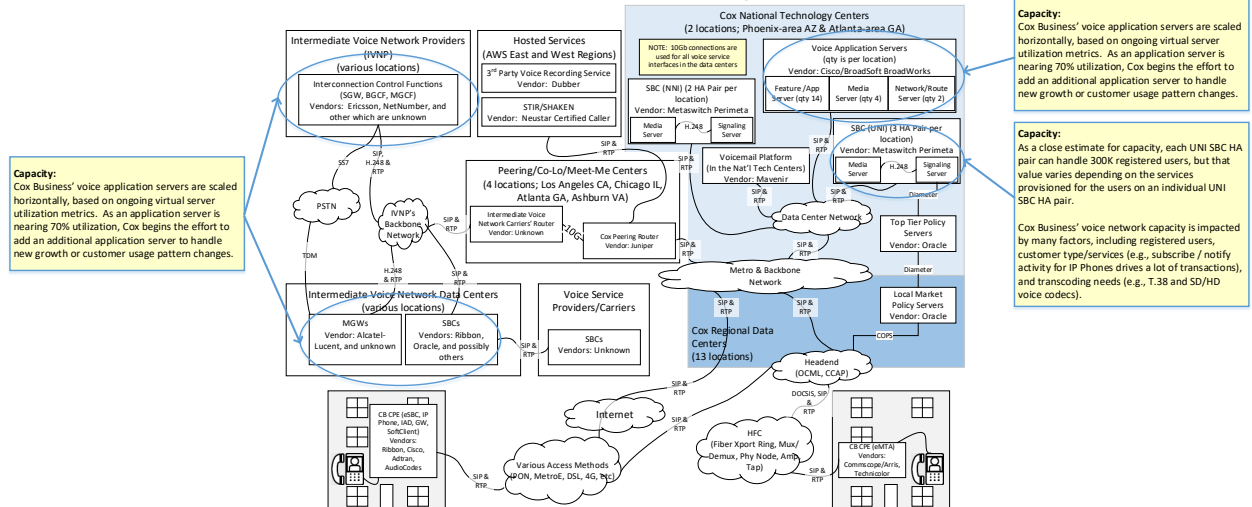 Cox National Technology Centers
(2 locations; Phoenix-area AZ & Atlanta-area GA)
NOTE: 10Gb connections are
used for all voice service
interfaces in the data centers
Voice Application Servers
(qty is per location)
Vendor: Cisco/BroadSoft BroadWorks
Feature /App
Server (qty 14)
Media
Server (qty 4)
Network/Route
Server (qty 2)
SBC (NNI) (2 HA Pair per
location)
Vendor: Metaswitch Perimeta
Media
Server
H.248
Signaling
Server
SBC (UNI) (3 HA Pair per
location)
Vendor: Metaswitch Perimeta
Media
Server
H.248
Signaling
Server
Voicemail Platform
(In the Nat'l Tech Centers)
Vendor: Mavenir
SIP &
RTP
SIP &
RTP
SIP &
RTP
SIP &
RTP
Data Center Network
Diameter
Top Tier Policy
Servers
Vendor: Oracle
Diameter
Local Market
Policy Servers
Vendor: Oracle
COPS
Capacity:
Cox Business' voice application servers are scaled
horizontally, based on ongoing virtual server
utilization metrics.  As an application server is
nearing 70% utilization, Cox begins the effort to
add an additional application server to handle
new growth or customer usage pattern changes.
Capacity:
As a close estimate for capacity, each UNI SBC HA
pair can handle 300K registered users, but that
value varies depending on the services
provisioned for the users on an individual UNI
SBC HA pair.
Cox Business' voice network capacity is impacted
by many factors, including registered users,
customer type/services (e.g., subscribe / notify
activity for IP Phones drives a lot of transactions),
and transcoding needs (e.g., T.38 and SD/HD
voice codecs).
Intermediate Voice Network Providers
(IVNP)
(various locations)
Interconnection Control Functions
(SGW, BGCF, MGCF)
Vendors:  Ericsson, NetNumber, and
other which are unknown
Hosted Services
(AWS East and West Regions)
3rd Party Voice Recording Service
Vendor:  Dubber
STIR/SHAKEN
Vendor:  Neustar Certified Caller
SIP &
RTP
SS7
SIP,
H.248 &
RTP
Capacity:
Cox Business' voice application servers are scaled
horizontally, based on ongoing virtual server
utilization metrics.  As an application server is
nearing 70% utilization, Cox begins the effort to
add an additional application server to handle
new growth or customer usage pattern changes.
PSTN
IVNP's
Backbone
Network
SIP &
RTP
Peering/Co-Lo/Meet-Me Centers
(4 locations; Los Angeles CA, Chicago IL,
Atlanta GA, Ashburn VA)
Intermediate Voice
Network Carriers' Router
Vendor: Unknown
10G
Cox Peering Router
Vendor: Juniper
SIP &
RTP
TDM
H.248
& RTP
SIP &
RTP
Metro & Backbone
Network
Intermediate Voice Network Data Centers
(various locations)
MGWs
Vendor: Alcatel-
Lucent, and unknown
SBCs
Vendors: Ribbon,
Oracle, and possibly
others
SIP &
RTP
Voice Service
Providers/Carriers
SBCs
Vendors: Unknown
SIP &
RTP
SIP &
RTP
Cox Regional Data
Centers
(13 locations)
Headend
(OCML, CCAP)
SIP &
RTP
DOCSIS, SIP
&
RTP
Internet
SIP &
RTP
CB CPE (eSBC, IP
Phone, IAD, GW,
SoftClient)
Vendors:
Ribbon, Cisco,
Adtran,
AudioCodes
SIP &
RTP
Various Access Methods
(PON, MetroE, DSL, 4G, etc)
HFC
(Fiber Xport Ring, Mux/
Demux, Phy Node, Amp,
Tap)
SIP &
RTP
CB CPE (eMTA)
Vendors:
Commscope/Arris,
Technicolor